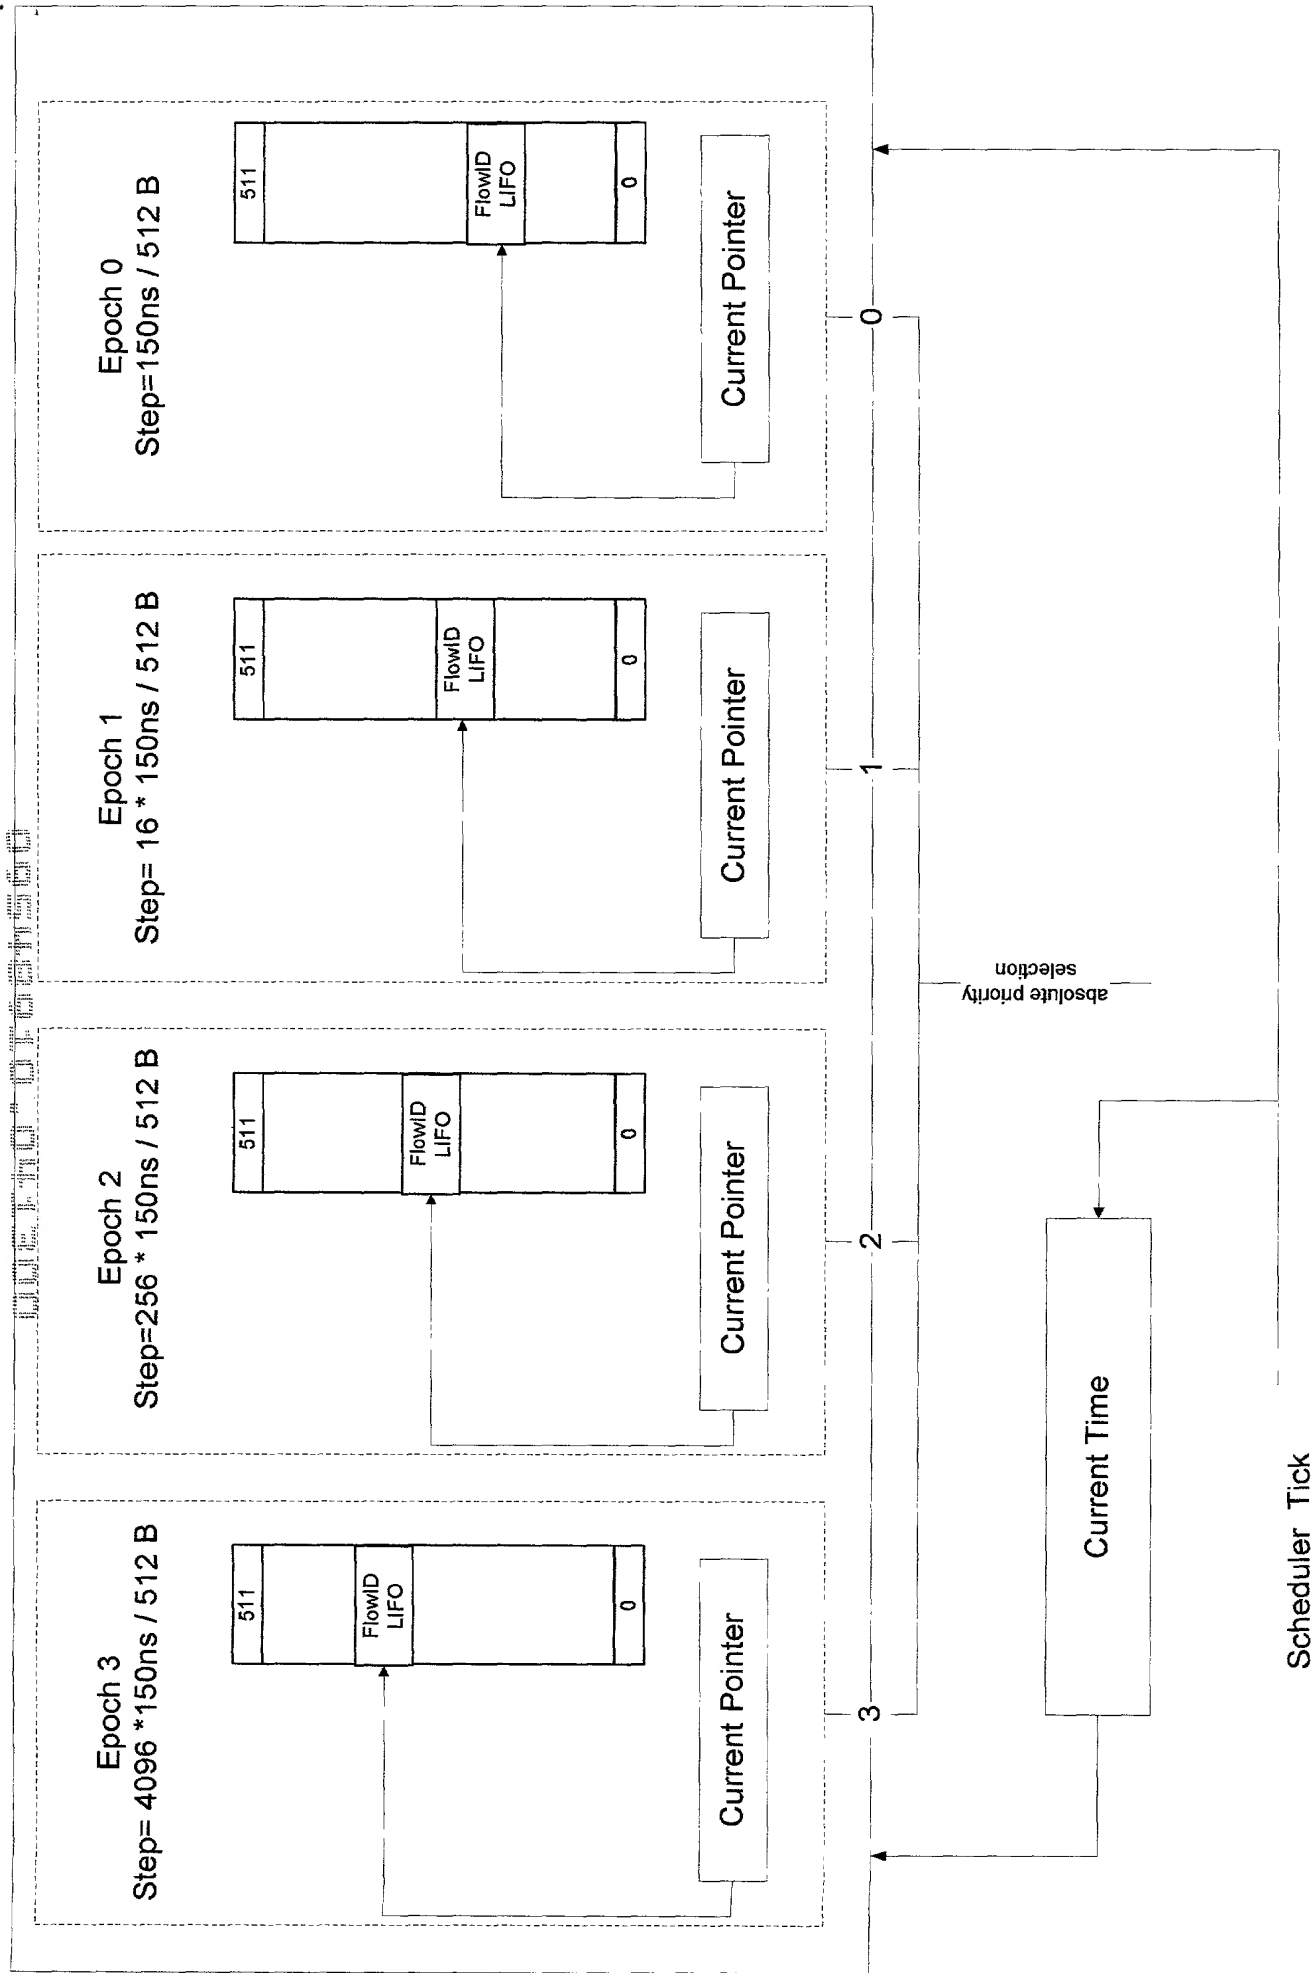 Epoch 3
Step= 4096 *150ns / 512 B
511
FlowID
LIFO
0
Current Pointer
3
Epoch 2
Step=256 * 150ns / 512 B
511
FlowID
LIFO
0
Current Pointer
2
Epoch 1
Step= 16 * 150ns / 512 B
511
FlowID
LIFO
0
Current Pointer
1
Epoch 0
Step=150ns / 512 B
511
FlowID
LIFO
0
Current Pointer
0
absolute priority
selection
Current Time
Scheduler Tick